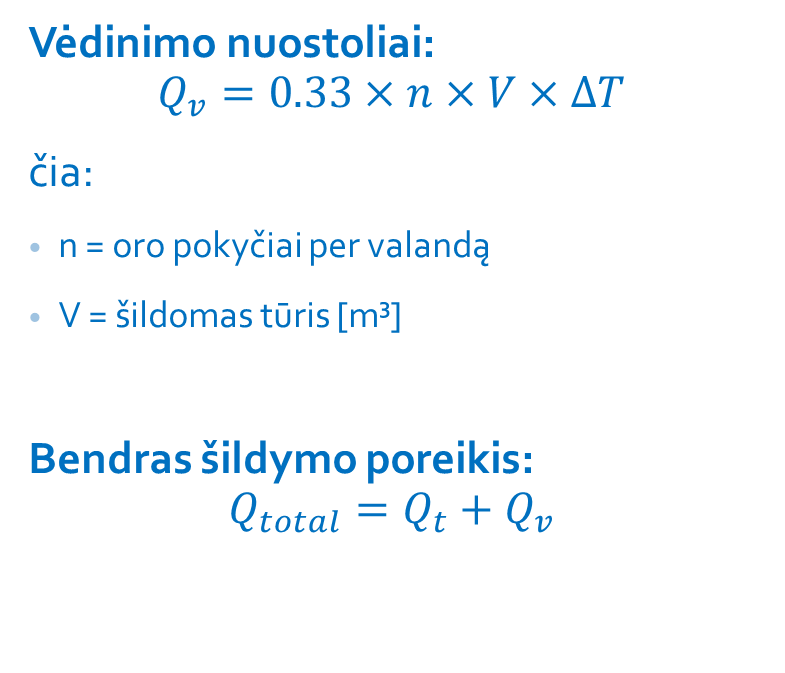 Vėdinimo nuostoliai:
Qᵥ = 0.33 × n × V × ΔT
čia:
• n = oro pokyčiai per valandą
• V = šildomas tūris [m³]
Bendras šildymo poreikis:
Q_total = Q_t + Q_v